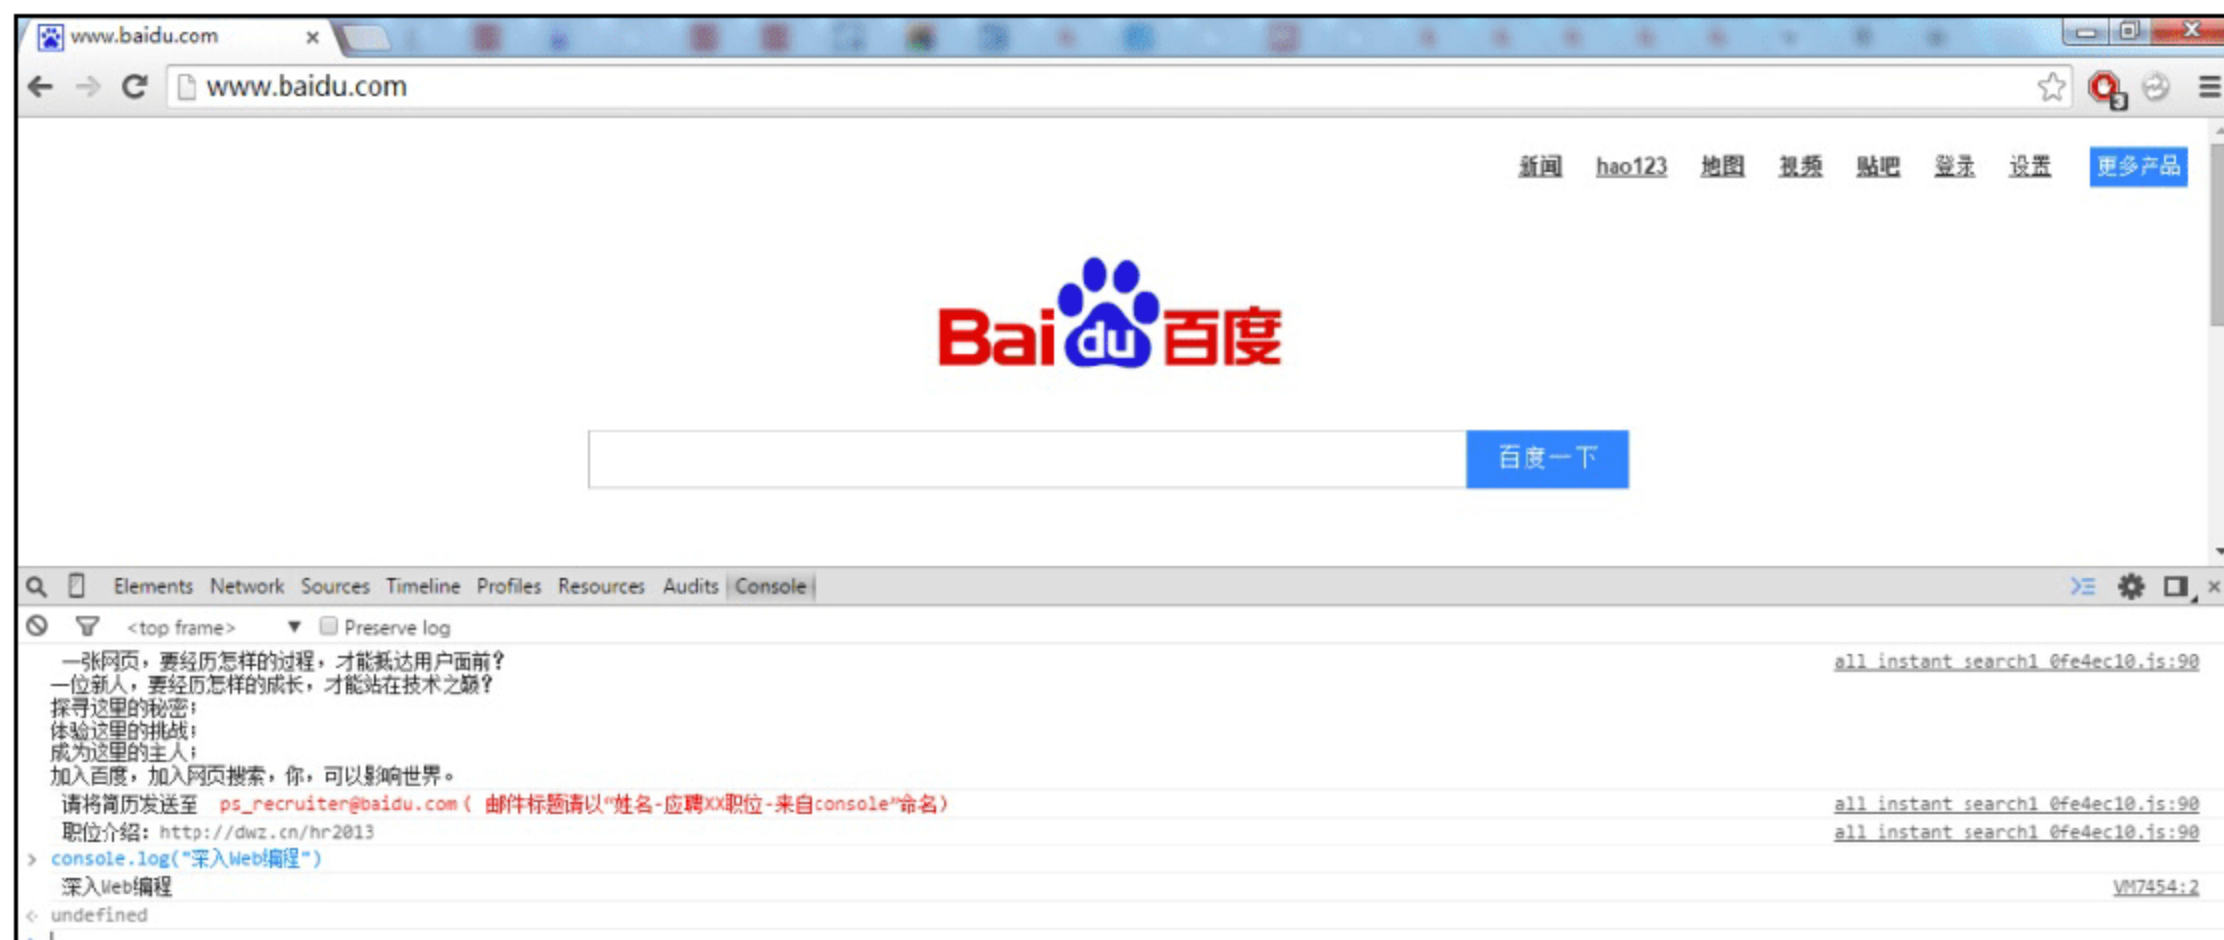 www.baidu.com
www.baidu.com
3
新闻 hao123 地图 视频 贴吧 登录 设置 更多产品
Bai du 百度
百度一下
Elements Network Sources Timeline Profiles Resources Audits Console
<top frame> Preserve log
一张网页，要经历怎样的过程，才能抵达用户面前？ all_instant_search1_0fe4ec10.js:90
一位新人，要经历怎样的成长，才能站在技术之巅？
探寻这里的秘密；
体验这里的挑战；
成为这里的主人；
加入百度，加入网页搜索，你，可以影响世界。
请将简历发送至 ps_recruiter@baidu.com（ 邮件标题请以“姓名-应聘XX职位-来自console”命名） all_instant_search1_0fe4ec10.js:90
职位介绍：http://dwz.cn/hr2013 all_instant_search1_0fe4ec10.js:90
console.log("深入Web编程")
深入Web编程 VM7454:2
undefined